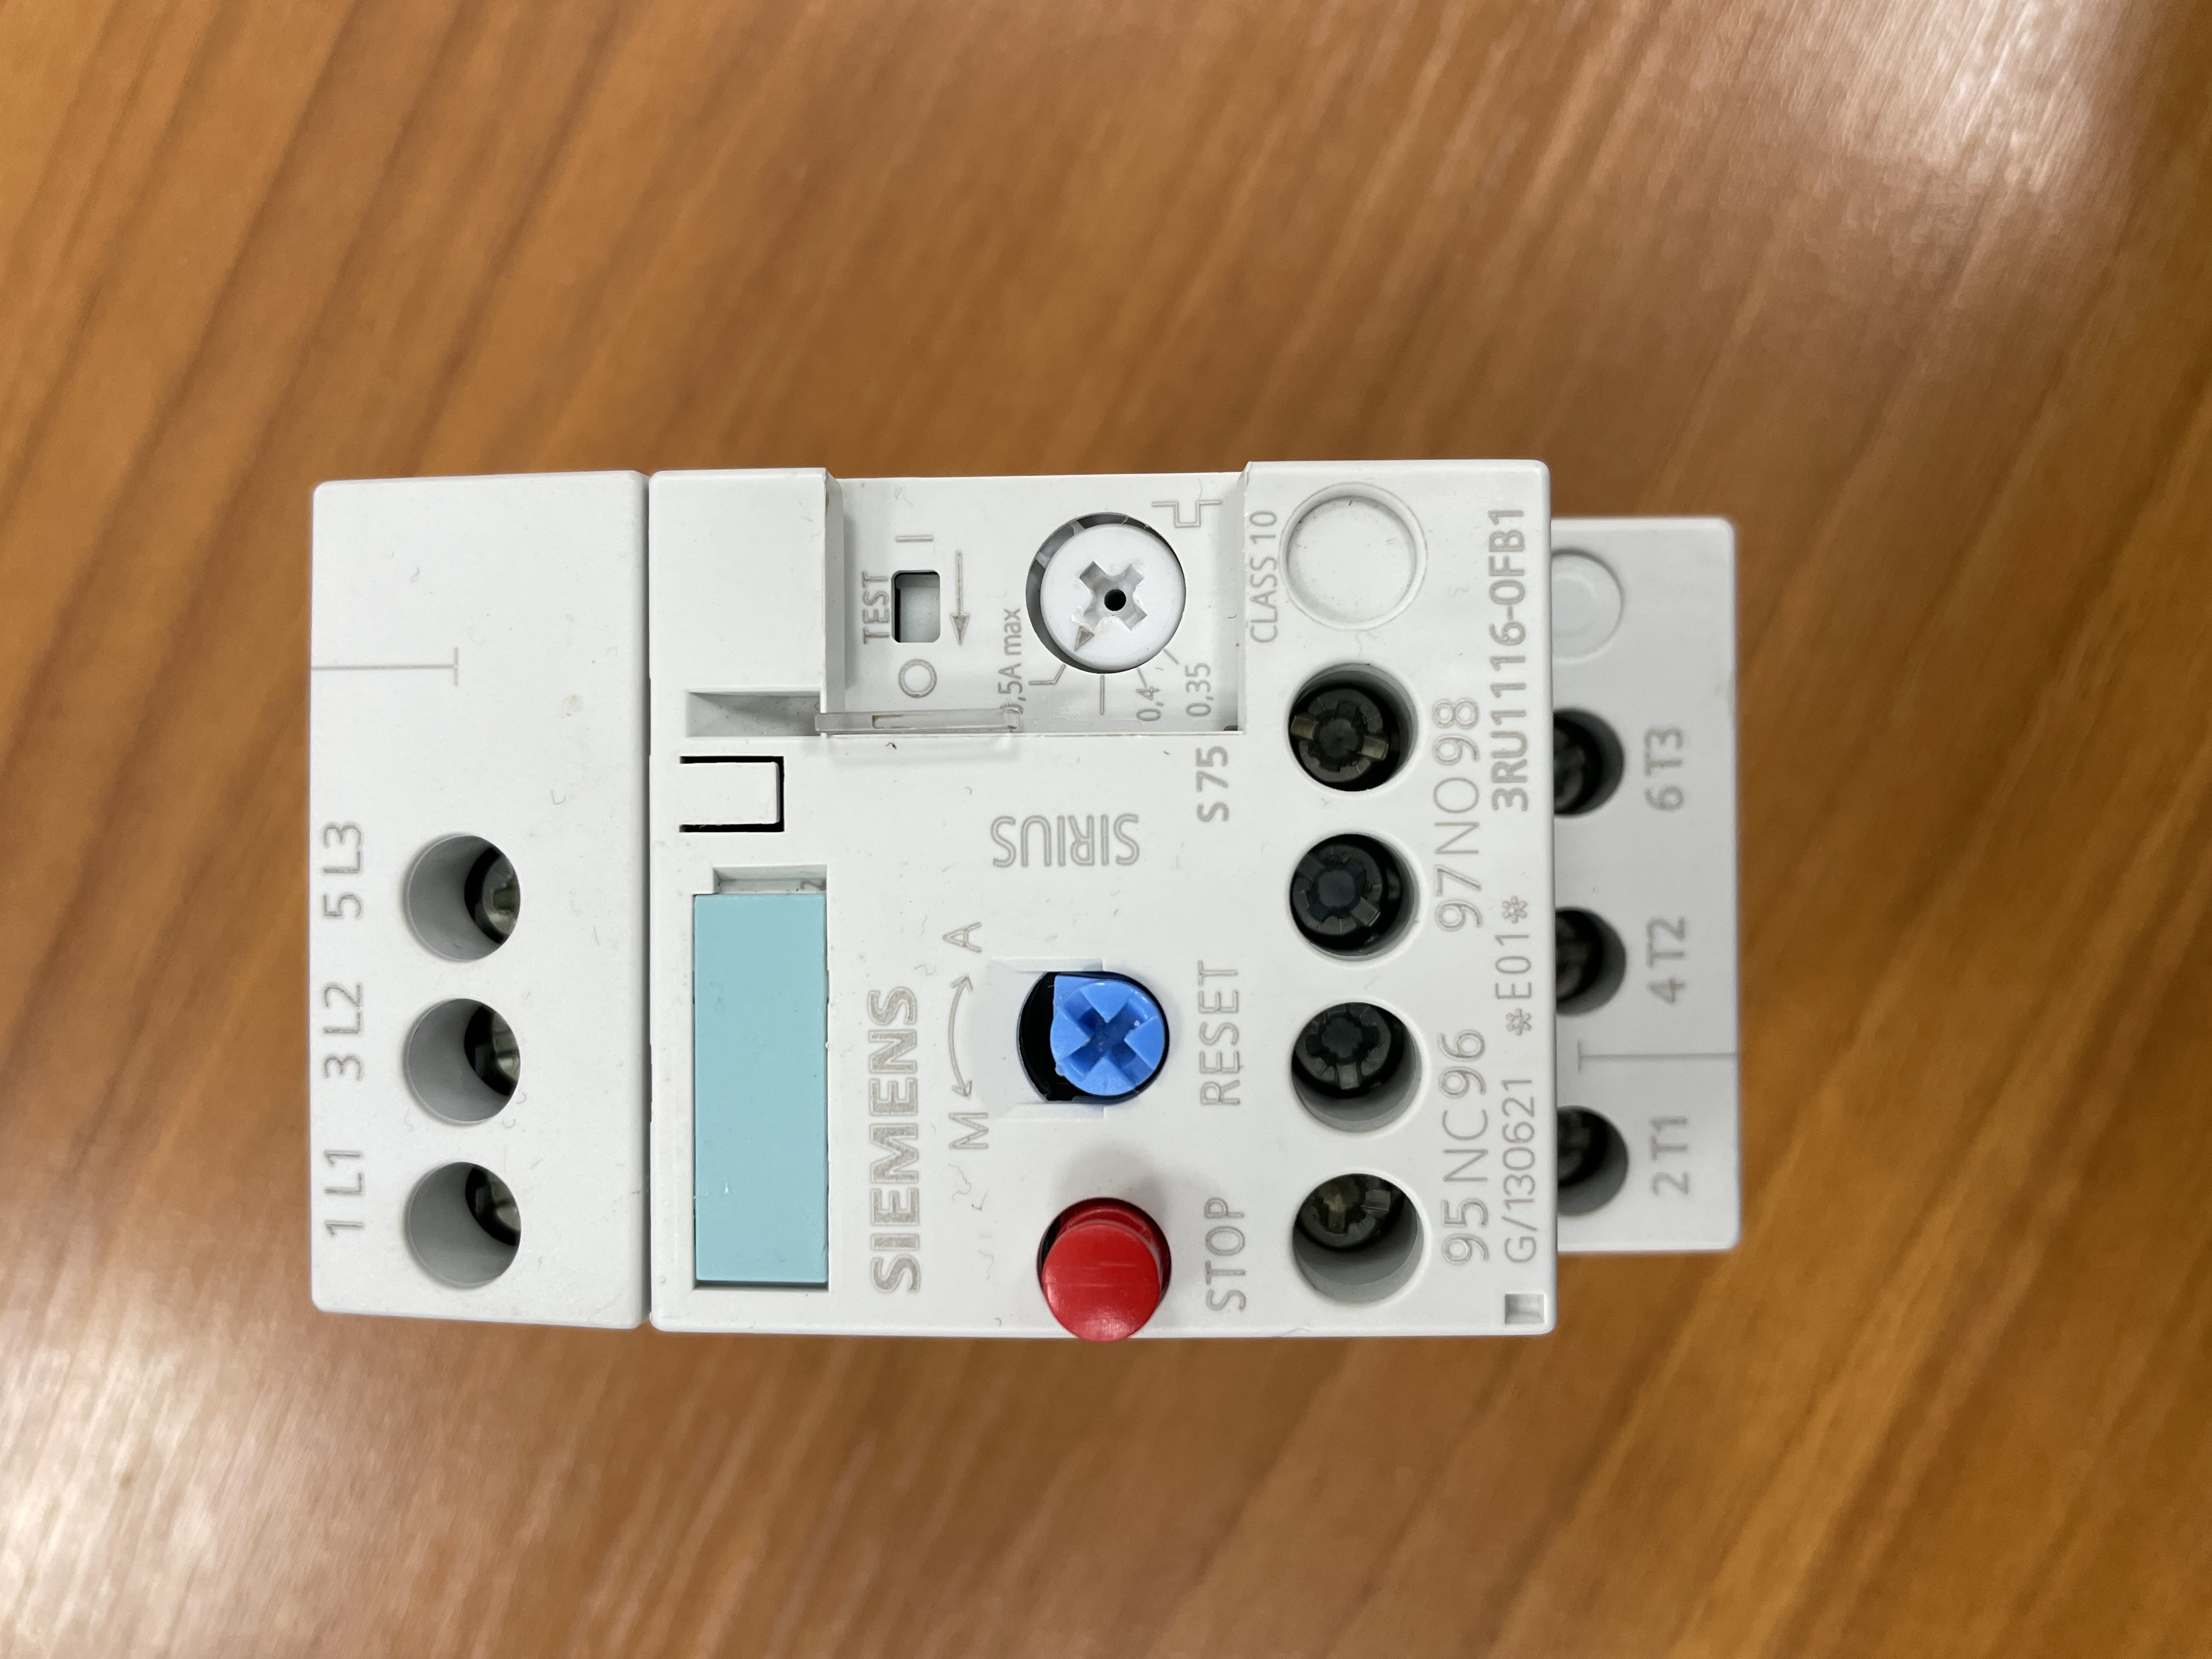 1 L1 3 L2 5 L3
SIEMENS
TEST
O I
M A
SIRIUS
0,5A max
0,4
0,35
STOP RESET S 75
CLASS 10
95 NC 96 97 NO 98
G/130621 *E01* 3RU1116-0FB1
2 T1 4 T2 6 T3